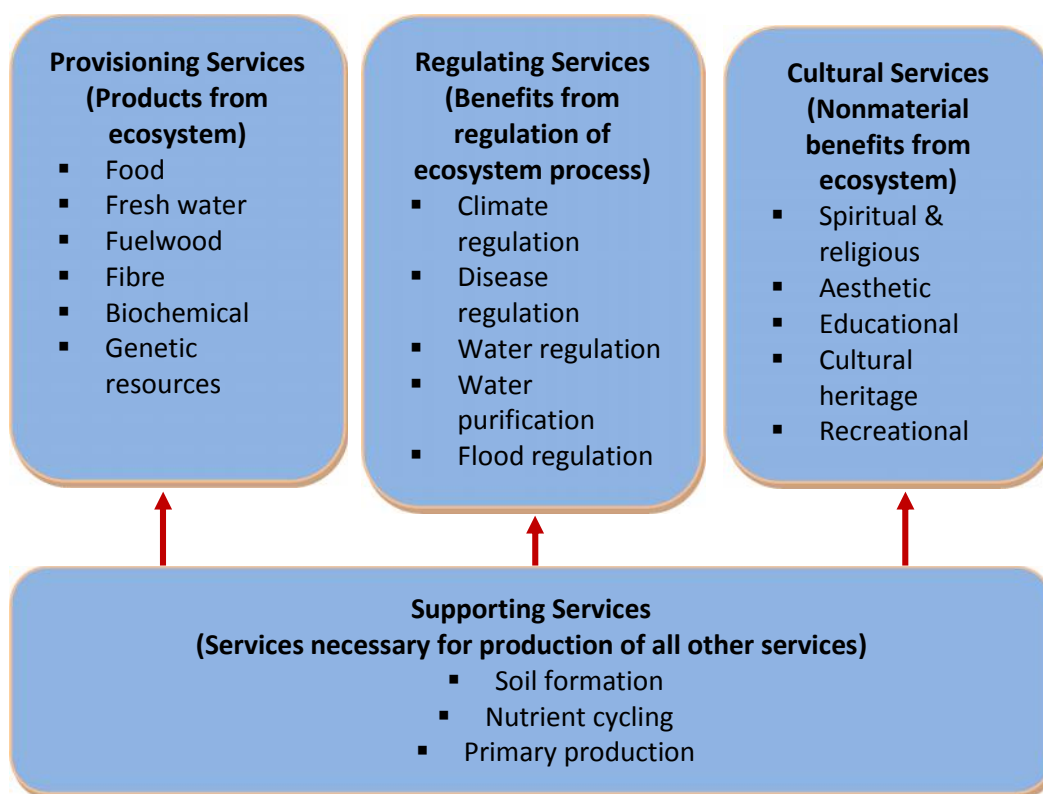 Provisioning Services
(Products from
ecosystem)
▪ Food
▪ Fresh water
▪ Fuelwood
▪ Fibre
▪ Biochemical
▪ Genetic
resources
Regulating Services
(Benefits from
regulation of
ecosystem process)
▪ Climate
regulation
▪ Disease
regulation
▪ Water regulation
▪ Water
purification
▪ Flood regulation
Cultural Services
(Nonmaterial
benefits from
ecosystem)
▪ Spiritual &
religious
▪ Aesthetic
▪ Educational
▪ Cultural
heritage
▪ Recreational
Supporting Services
(Services necessary for production of all other services)
▪ Soil formation
▪ Nutrient cycling
▪ Primary production